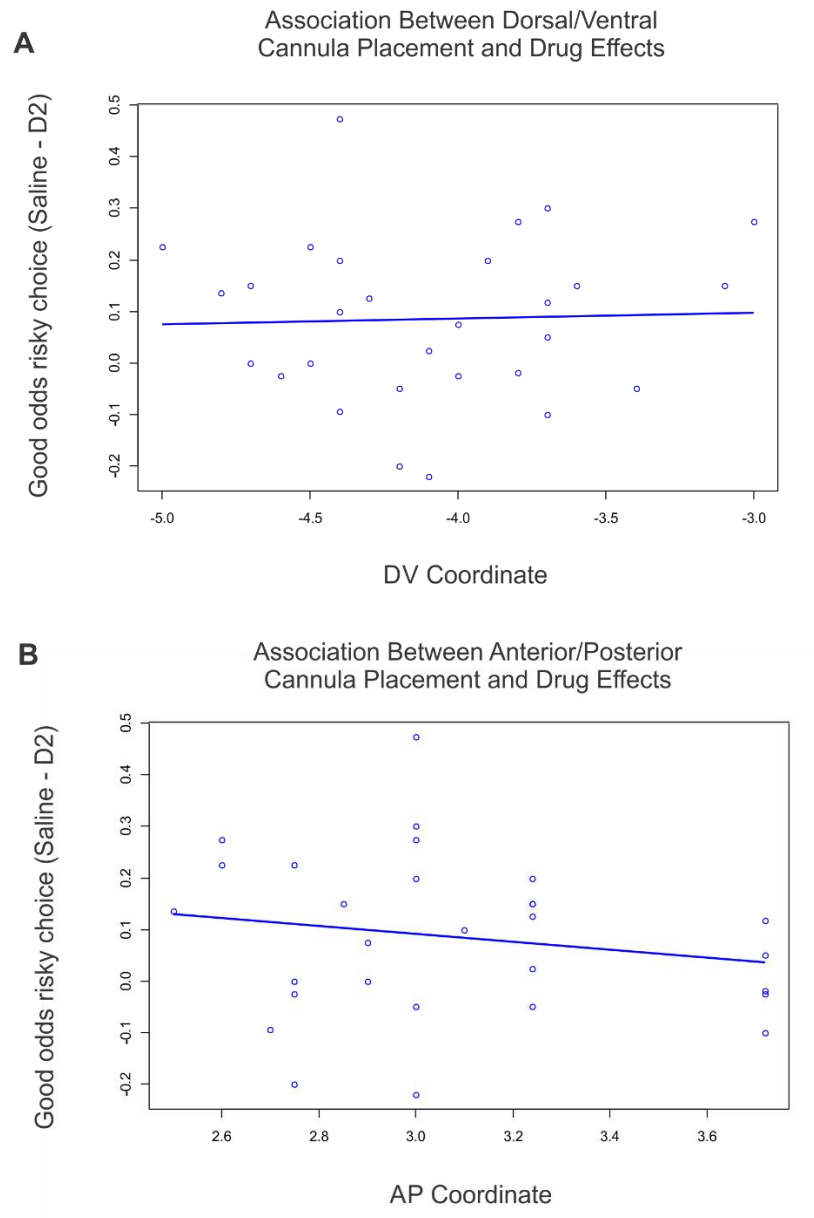 A
Association Between Dorsal/Ventral
Cannula Placement and Drug Effects
Good odds risky choice (Saline - D2)
0.5
0.4
0.3
0.2
0.1
0.0
-0.1
-0.2
-5.0 -4.5 -4.0 -3.5 -3.0
DV Coordinate
B
Association Between Anterior/Posterior
Cannula Placement and Drug Effects
Good odds risky choice (Saline - D2)
0.5
0.4
0.3
0.2
0.1
0.0
-0.1
-0.2
2.6 2.8 3.0 3.2 3.4 3.6
AP Coordinate